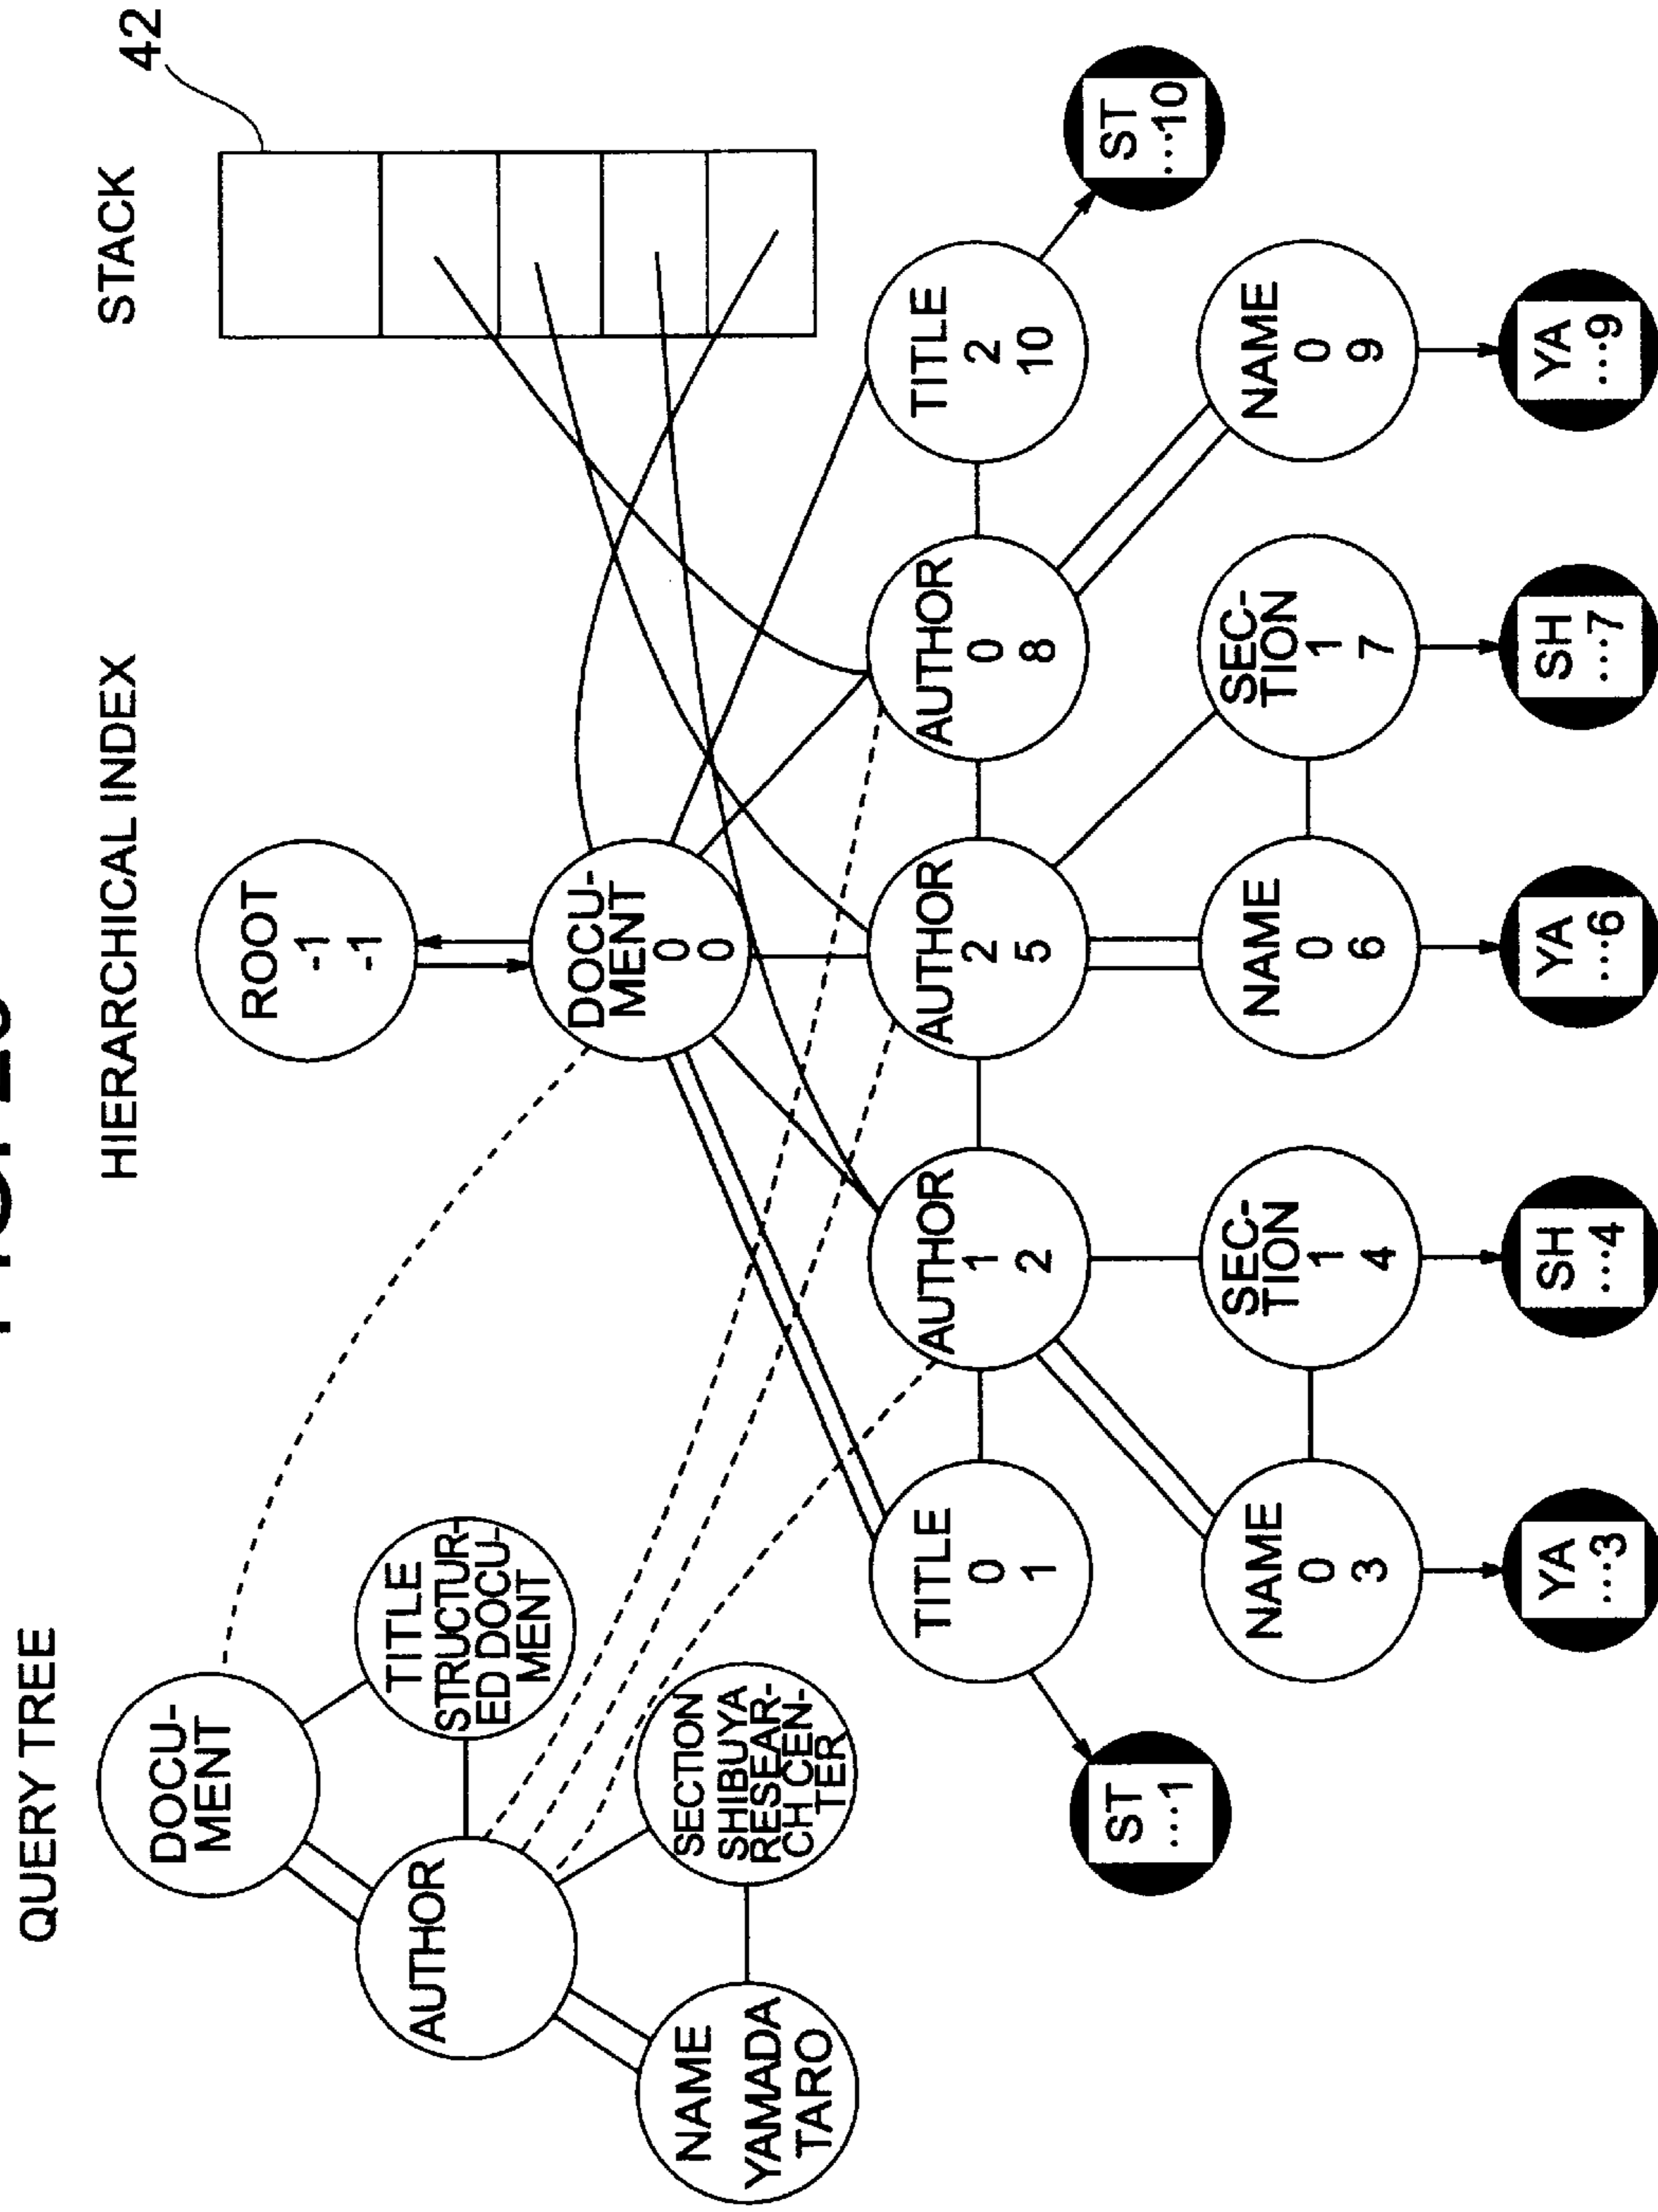 QUERY TREE
HIERARCHICAL INDEX
STACK
42
DOCU-
MENT
AUTHOR
TITLE
STRUCTUR-
ED DOCU-
MENT
NAME
YAMADA
TARO
SECTION
SHIBUYA
RESEAR-
CH CEN-
TER
ROOT
-1
-1
DOCU-
MENT
0
0
TITLE
0
1
AUTHOR
1
2
AUTHOR
2
5
AUTHOR
0
8
TITLE
2
10
ST
...1
ST
...10
NAME
0
3
SEC-
TION
1
4
NAME
0
6
SEC-
TION
1
7
NAME
0
9
YA
...3
SH
...4
YA
...6
SH
...7
YA
...9